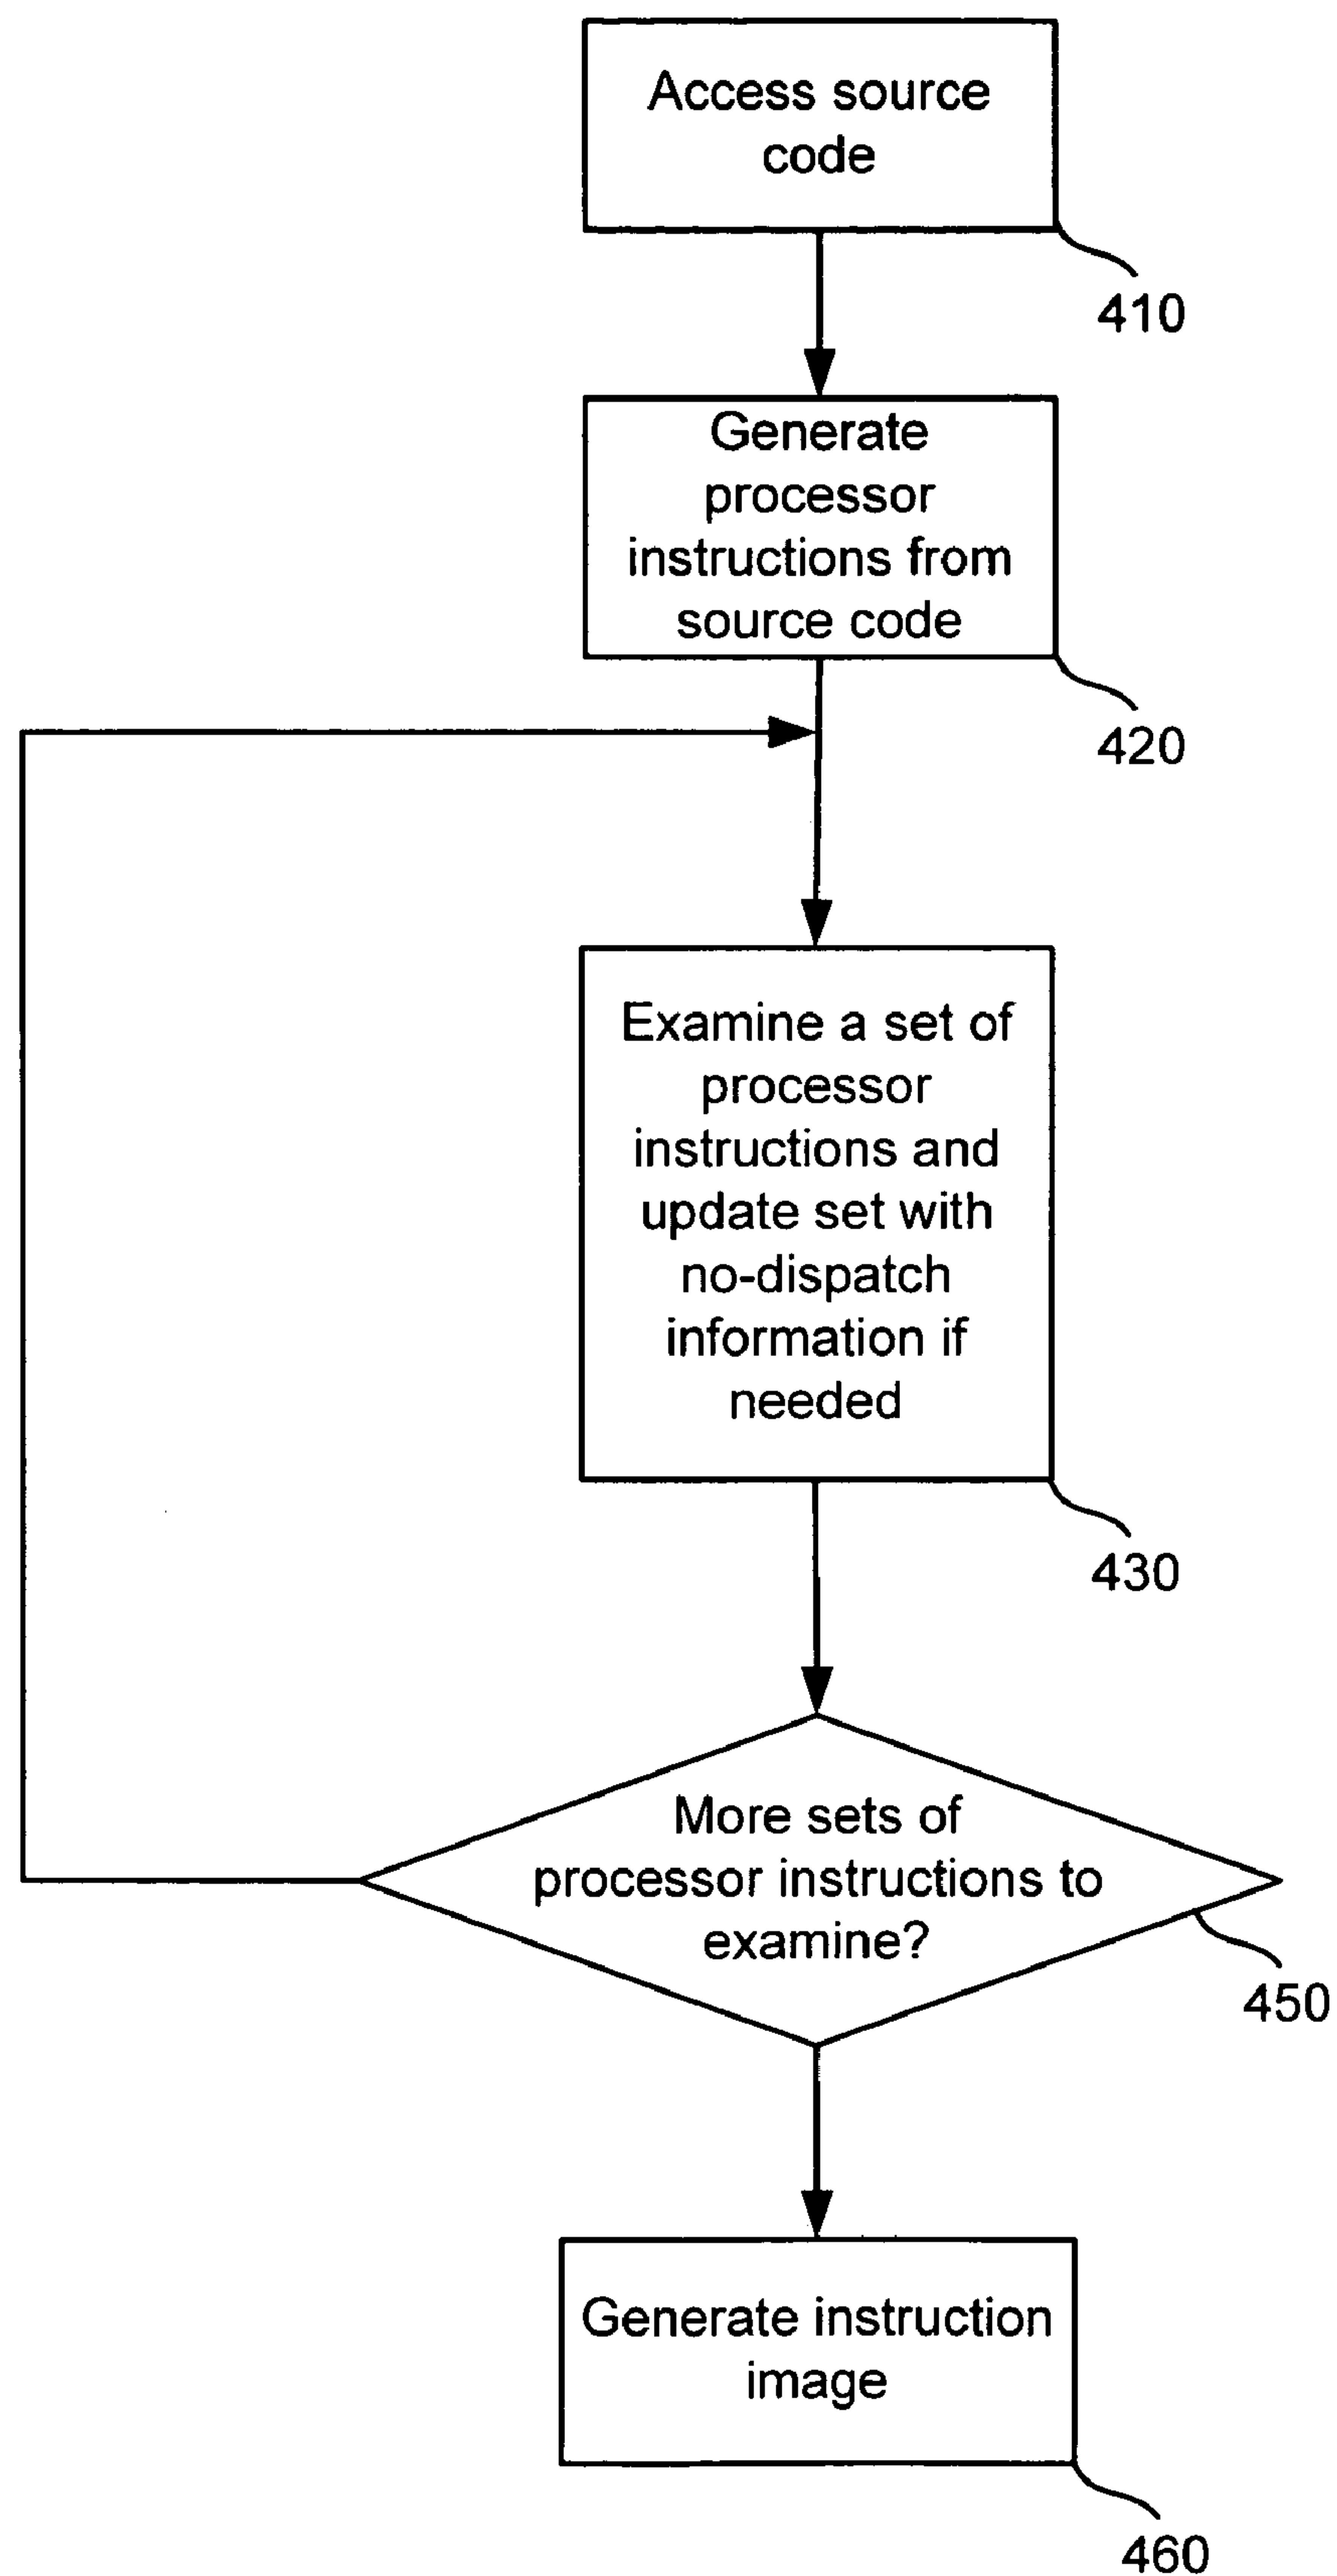 Access source
code
410
Generate
processor
instructions from
source code
420
Examine a set of
processor
instructions and
update set with
no-dispatch
information if
needed
430
More sets of
processor instructions to
examine?
450
Generate instruction
image
460